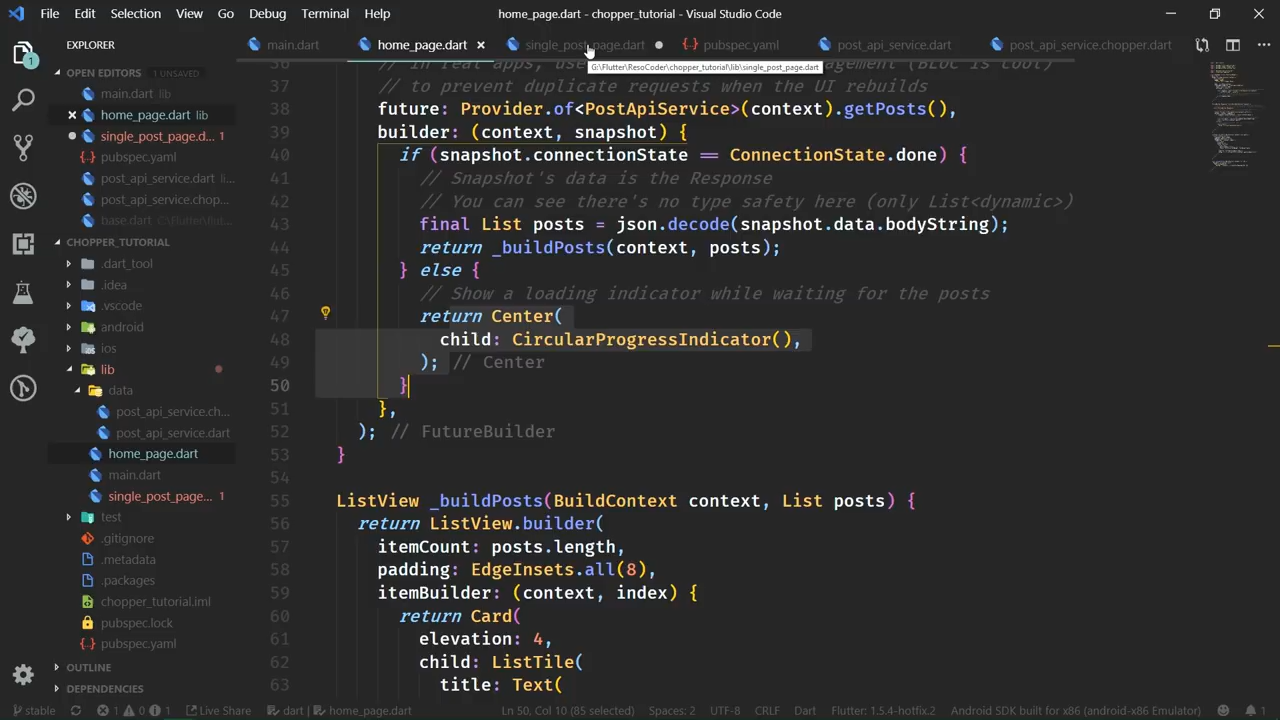 File Edit Selection View Go Debug Terminal Help
home_page.dart - chopper_tutorial - Visual Studio Code
EXPLORER
main.dart
home_page.dart
single_post_page.dart
pubspec.yaml
post_api_service.dart
post_api_service.chopper.dart
G:\Flutter\ResoCoder\chopper_tutorial\lib\single_post_page.dart
1
OPEN EDITORS 1 UNSAVED
main.dart lib
home_page.dart lib
single_post_page.d... 1
pubspec.yaml
post_api_service.dart li...
post_api_service.chop...
base.dart C:\Flutter\flut...
CHOPPER_TUTORIAL
.dart_tool
.idea
.vscode
android
ios
lib
data
post_api_service.ch...
post_api_service.dart
home_page.dart
main.dart
single_post_page... 1
test
.gitignore
.metadata
.packages
chopper_tutorial.iml
pubspec.lock
pubspec.yaml
OUTLINE
DEPENDENCIES
37 // to prevent duplicate requests when the UI rebuilds
38 future: Provider.of<PostApiService>(context).getPosts(),
39 builder: (context, snapshot) {
40 if (snapshot.connectionState == ConnectionState.done) {
41 // Snapshot's data is the Response
42 // You can see there's no type safety here (only List<dynamic>)
43 final List posts = json.decode(snapshot.data.bodyString);
44 return _buildPosts(context, posts);
45 } else {
46 // Show a loading indicator while waiting for the posts
47 return Center(
48 child: CircularProgressIndicator(),
49 ); // Center
50 }
51 },
52 ); // FutureBuilder
53 }
54
55 ListView _buildPosts(BuildContext context, List posts) {
56 return ListView.builder(
57 itemCount: posts.length,
58 padding: EdgeInsets.all(8),
59 itemBuilder: (context, index) {
60 return Card(
61 elevation: 4,
62 child: ListTile(
63 title: Text(
stable 1 0 1 Live Share dart | home_page.dart Ln 50, Col 10 (85 selected) Spaces: 2 UTF-8 CRLF Dart Flutter: 1.5.4-hotfix.2 Android SDK built for x86 (android-x86 Emulator) 1